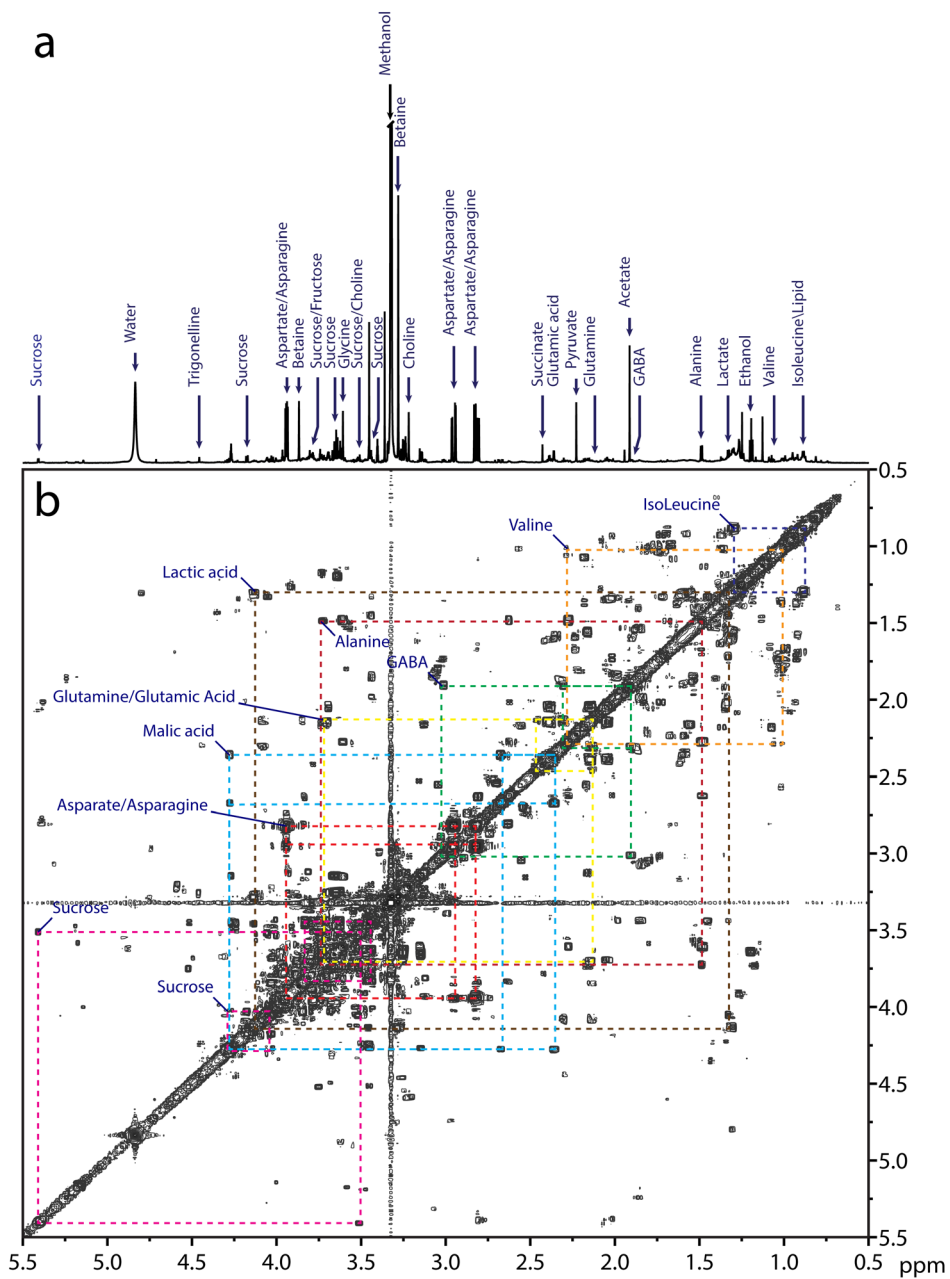 a
Sucrose
Water
Trigonelline
Sucrose
Aspartate/Asparagine
Betaine
Sucrose/Fructose
Sucrose
Glycine
Sucrose/Choline
Sucrose
Methanol
Betaine
Choline
Aspartate/Asparagine
Aspartate/Asparagine
Succinate
Glutamic acid
Pyruvate
Glutamine
Acetate
GABA
Alanine
Lactate
Ethanol
Valine
Isoleucine\Lipid
b
IsoLeucine
Valine
Lactic acid
Alanine
GABA
Glutamine/Glutamic Acid
Malic acid
Asparate/Asparagine
Sucrose
Sucrose
0.5
1.0
1.5
2.0
2.5
3.0
3.5
4.0
4.5
5.0
5.5
5.5 5.0 4.5 4.0 3.5 3.0 2.5 2.0 1.5 1.0 0.5
ppm